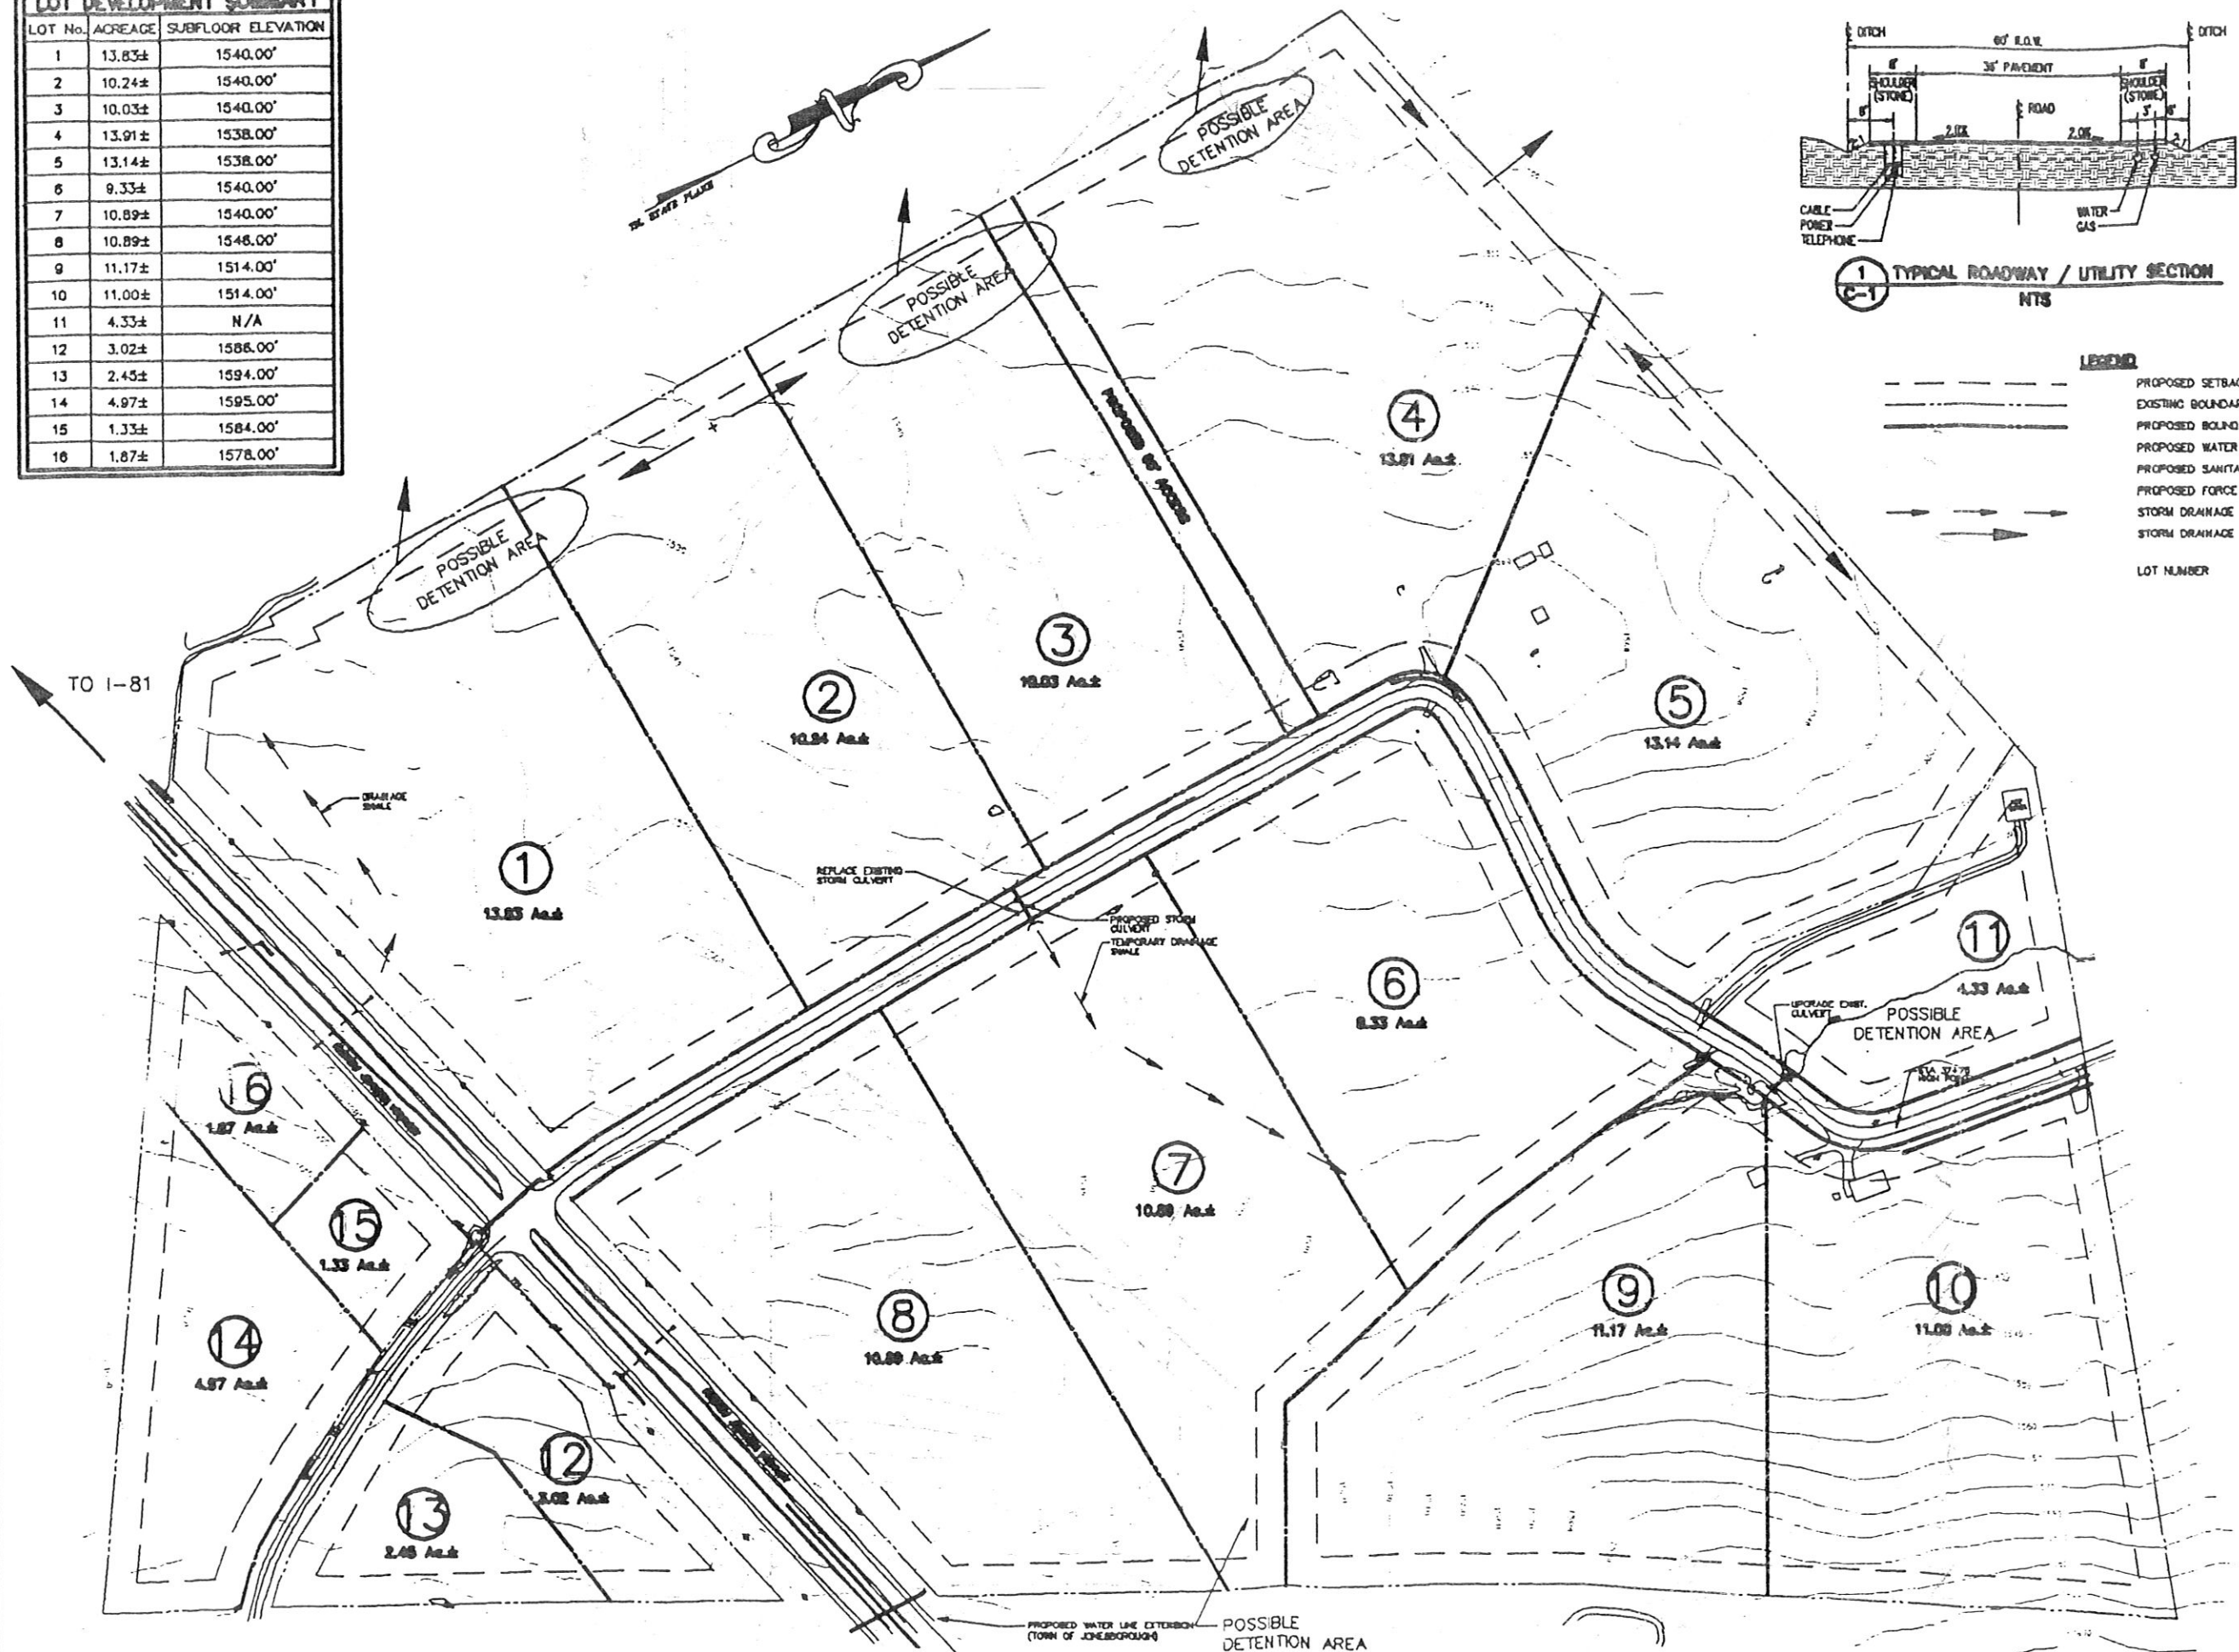 LOT DEVELOPMENT SUMMARY
LOT No. ACREAGE SUBFLOOR ELEVATION
1 13.83± 1540.00'
2 10.24± 1540.00'
3 10.03± 1540.00'
4 13.91± 1538.00'
5 13.14± 1538.00'
6 9.33± 1540.00'
7 10.89± 1540.00'
8 10.89± 1546.00'
9 11.17± 1514.00'
10 11.00± 1514.00'
11 4.33± N/A
12 3.02± 1586.00'
13 2.45± 1594.00'
14 4.97± 1595.00'
15 1.33± 1584.00'
16 1.87± 1578.00'
STATE PLANE
DITCH
60' R.O.W.
DITCH
8'
36' PAVEMENT
8'
SHOULDER
(STONE)
SHOULDER
(STONE)
ROAD
2.0%
2.0%
CABLE
POWER
TELEPHONE
WATER
GAS
1 TYPICAL ROADWAY / UTILITY SECTION
C-1 NTS
LEGEND
PROPOSED
EXISTING
PROPOSED
PROPOSED WATER
PROPOSED
PROPOSED FORCE
STORM DRAINAGE
STORM DRAINAGE
LOT NUMBER
POSSIBLE
DETENTION AREA
POSSIBLE
DETENTION AREA
POSSIBLE
DETENTION AREA
PROPOSED ACCESS
TO I-81
DRAINAGE
SWALE
REPLACE EXISTING
STORM CULVERT
PROPOSED STORM
CULVERT
TEMPORARY DRAINAGE
SWALE
UPGRADE EXIST.
CULVERT
POSSIBLE
DETENTION AREA
HIGH POINT
1
13.83 Ac.±
2
10.24 Ac.±
3
10.03 Ac.±
4
5
13.14 Ac.±
6
7
10.89 Ac.±
8
10.89 Ac.±
9
11.17 Ac.±
10
11.00 Ac.±
11
4.33 Ac.±
12
3.02 Ac.±
13
2.45 Ac.±
14
4.97 Ac.±
15
1.33 Ac.±
16
1.87 Ac.±
PROPOSED WATER LINE EXTENSION
(TOWN OF JONESBOROUGH)
POSSIBLE
DETENTION AREA